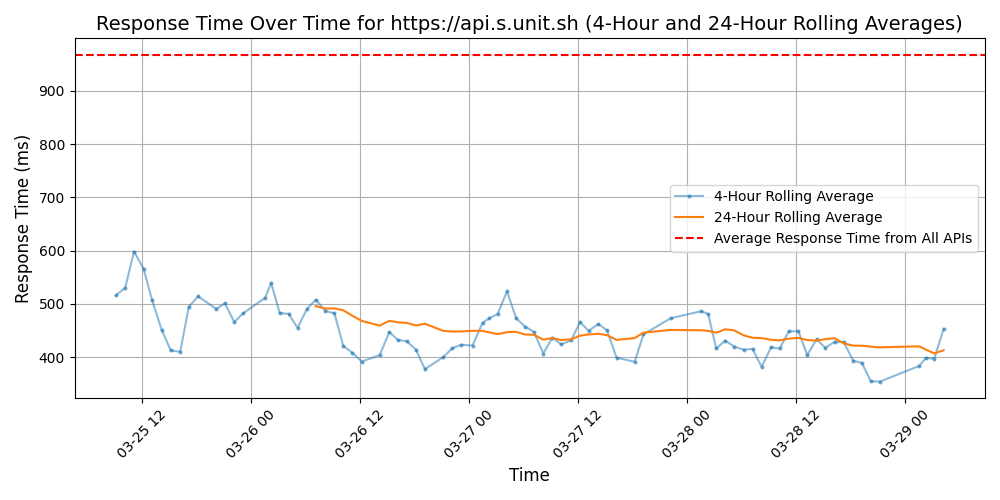 Response Time Over Time for https://api.s.unit.sh (4-Hour and 24-Hour Rolling Averages)
Response Time (ms)
900
800
700
600
500
400
4-Hour Rolling Average
24-Hour Rolling Average
Average Response Time from All APIs
03-25 12
03-26 00
03-26 12
03-27 00
03-27 12
03-28 00
03-28 12
03-29 00
Time